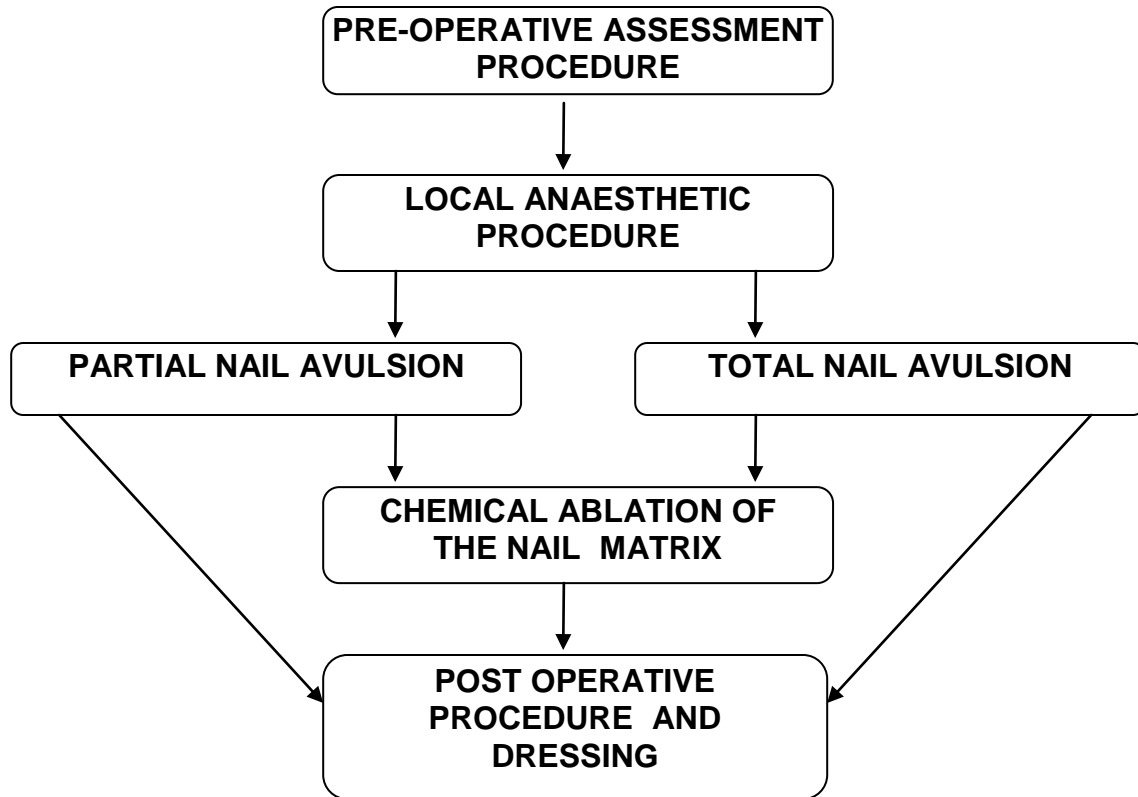 PRE-OPERATIVE ASSESSMENT
PROCEDURE
LOCAL ANAESTHETIC
PROCEDURE
PARTIAL NAIL AVULSION
TOTAL NAIL AVULSION
CHEMICAL ABLATION OF
THE NAIL MATRIX
POST OPERATIVE
PROCEDURE AND
DRESSING